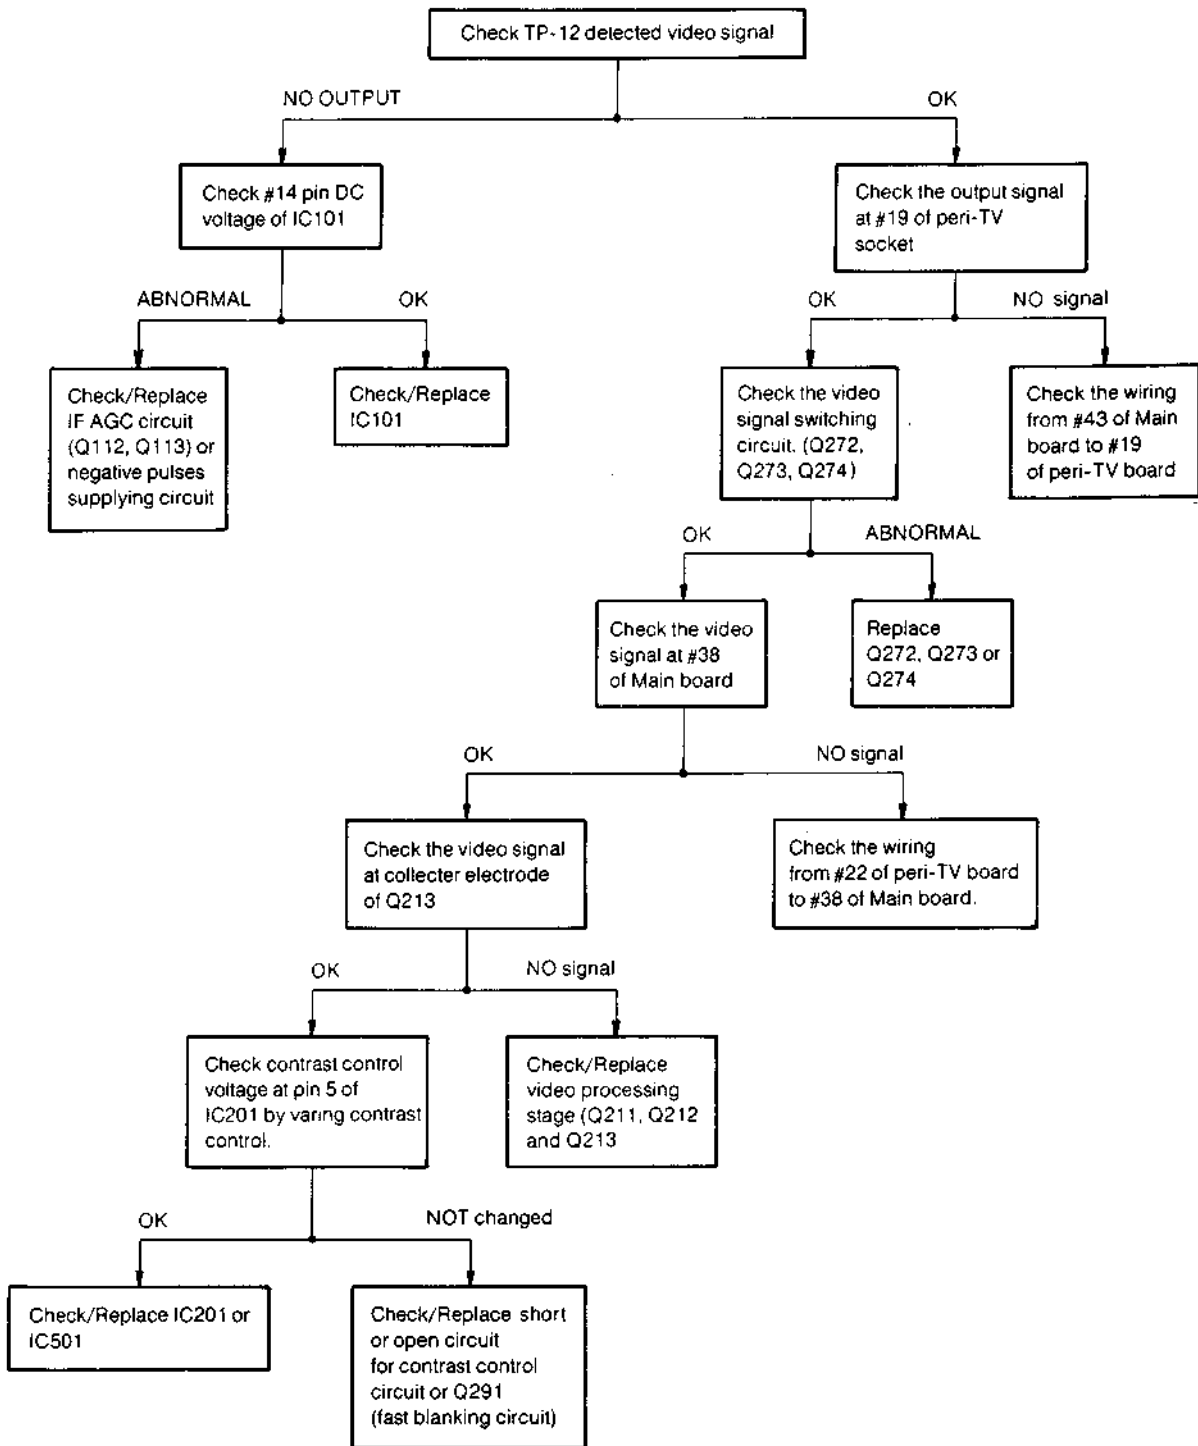 Check TP-12 detected video signal
NO OUTPUT
OK
Check #14 pin DC
voltage of IC101
Check the output signal
at #19 of peri-TV
socket
ABNORMAL
OK
OK
NO signal
Check/Replace
IF AGC circuit
(Q112, Q113) or
negative pulses
supplying circuit
Check/Replace
IC101
Check the video
signal switching
circuit. (Q272,
Q273, Q274)
Check the wiring
from #43 of Main
board to #19
of peri-TV board
OK
ABNORMAL
Check the video
signal at #38
of Main board
Replace
Q272, Q273 or
Q274
OK
NO signal
Check the video signal
at collecter electrode
of Q213
Check the wiring
from #22 of peri-TV board
to #38 of Main board.
OK
NO signal
Check contrast control
voltage at pin 5 of
IC201 by varing contrast
control.
Check/Replace
video processing
stage (Q211, Q212
and Q213
OK
NOT changed
Check/Replace IC201 or
IC501
Check/Replace short
or open circuit
for contrast control
circuit or Q291
(fast blanking circuit)